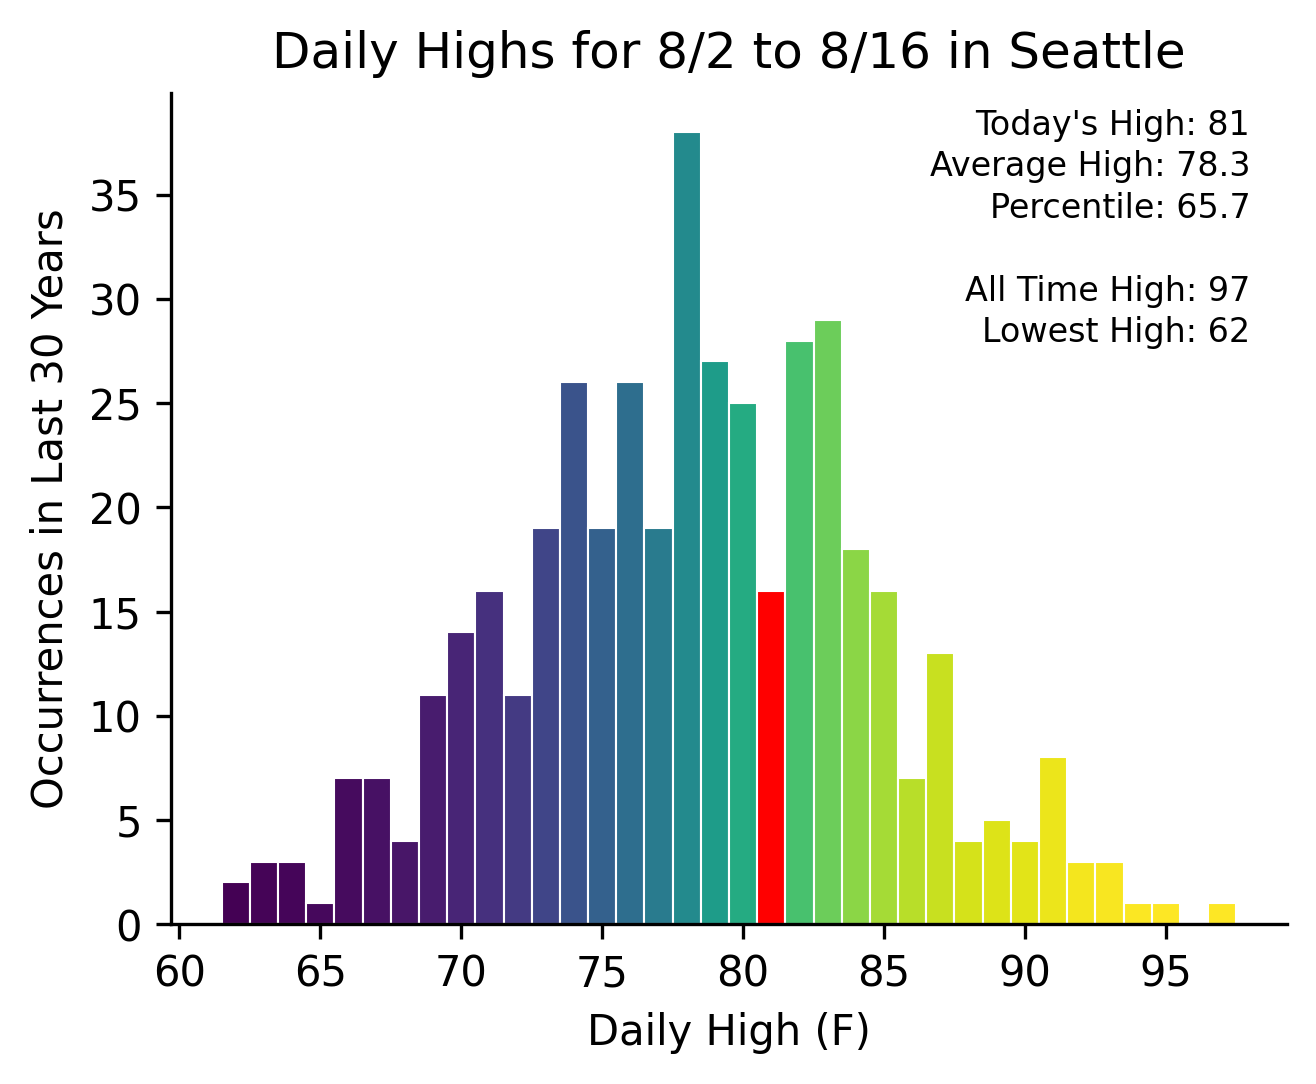 Daily Highs for 8/2 to 8/16 in Seattle
Today's High: 81
Average High: 78.3
Percentile: 65.7
All Time High: 97
Lowest High: 62
Occurrences in Last 30 Years
35
30
25
20
15
10
5
0
60 65 70 75 80 85 90 95
Daily High (F)